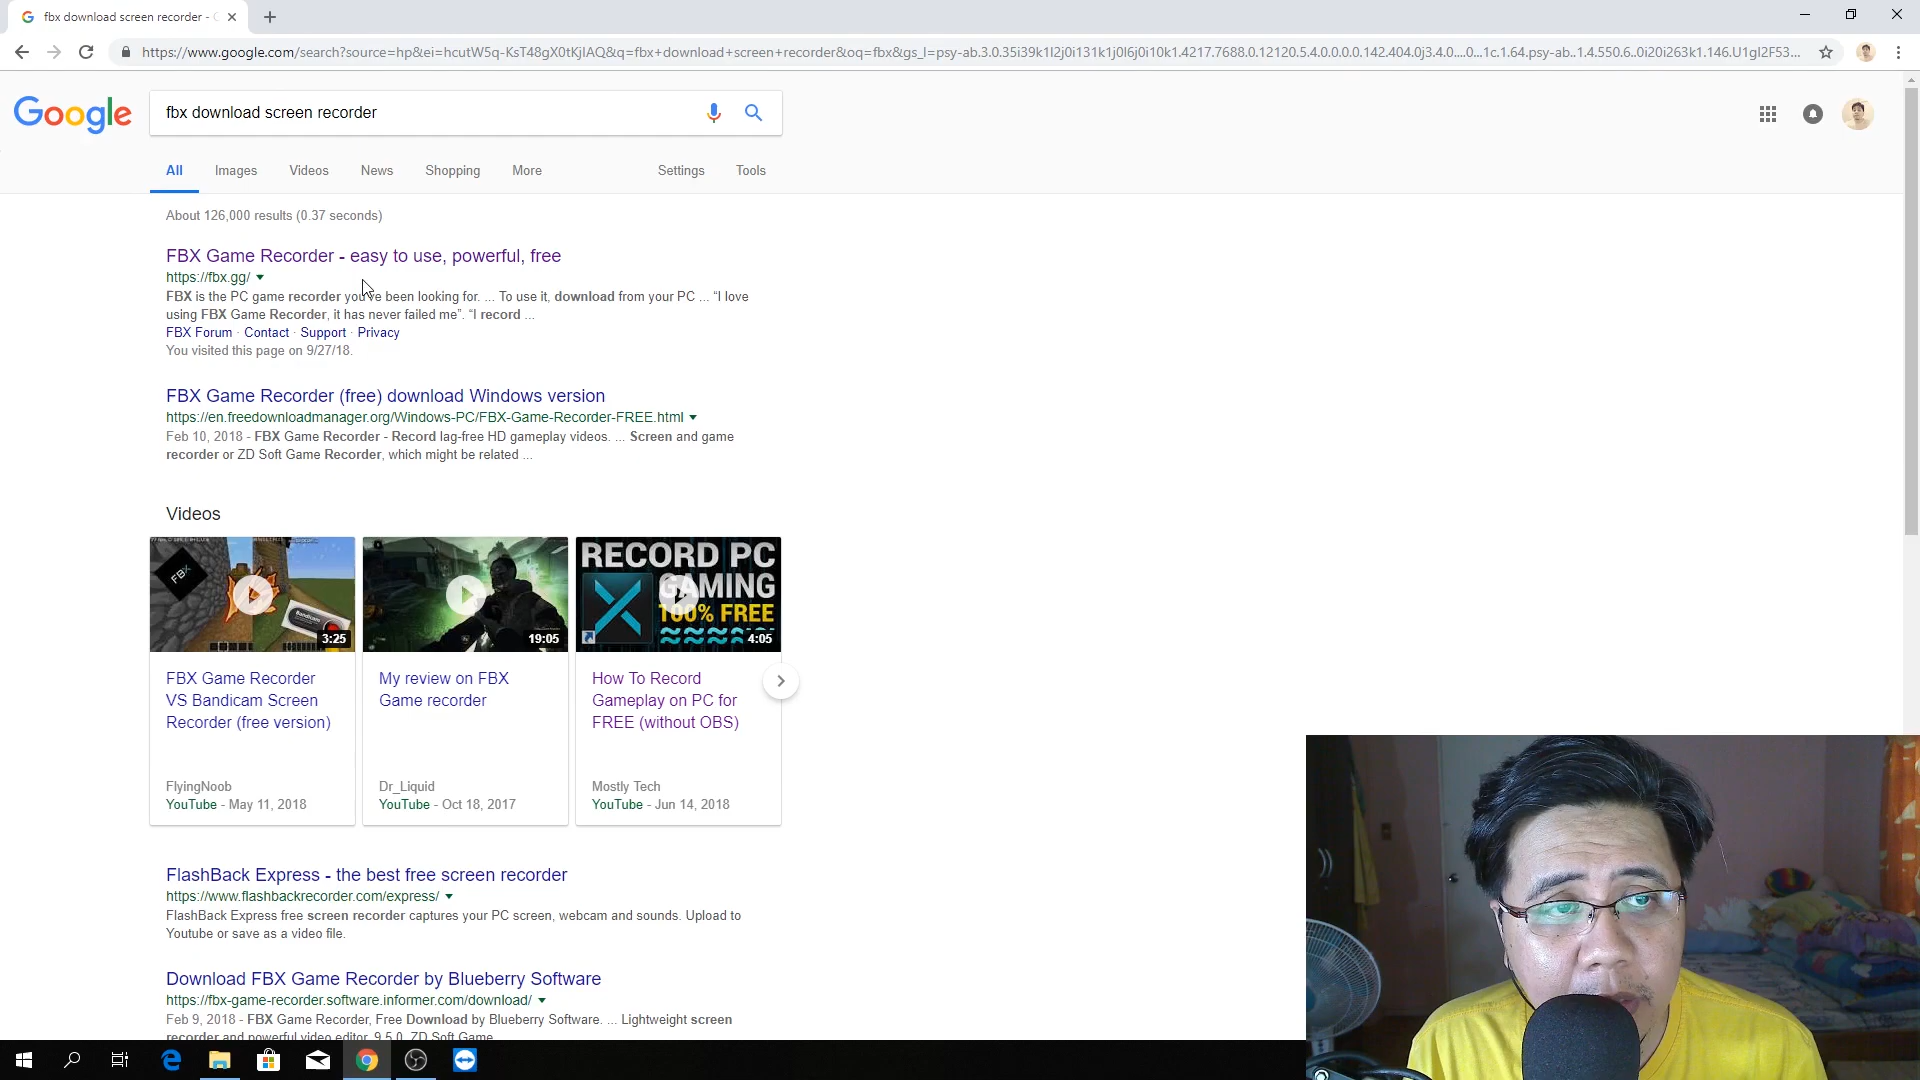 fbx download screen recorder - G
https://www.google.com/search?source=hp&ei=hcutW5q-KsT48gX0tKjIAQ&q=fbx+download+screen+recorder&oq=fbx&gs_l=psy-ab.3.0.35i39k1l2j0i131k1j0l6j0i10k1.4217.7688.0.12120.5.4.0.0.0.0.142.404.0j3.4.0....0...1c.1.64.psy-ab..1.4.550.6..0i20i263k1.146.U1gI2F53...
Google
fbx download screen recorder
All Images Videos News Shopping More Settings Tools
About 126,000 results (0.37 seconds)
FBX Game Recorder - easy to use, powerful, free
https://fbx.gg/
FBX is the PC game recorder you've been looking for. ... To use it, download from your PC ... “I love
using FBX Game Recorder, it has never failed me”. “I record ...
FBX Forum · Contact · Support · Privacy
You visited this page on 9/27/18.
FBX Game Recorder (free) download Windows version
https://en.freedownloadmanager.org/Windows-PC/FBX-Game-Recorder-FREE.html
Feb 10, 2018 - FBX Game Recorder - Record lag-free HD gameplay videos. ... Screen and game
recorder or ZD Soft Game Recorder, which might be related ...
Videos
FBX
Bandicam
3:25
19:05
RECORD PC
GAMING
100% FREE
4:05
FBX Game Recorder
VS Bandicam Screen
Recorder (free version)
FlyingNoob
YouTube - May 11, 2018
My review on FBX
Game recorder
Dr_Liquid
YouTube - Oct 18, 2017
How To Record
Gameplay on PC for
FREE (without OBS)
Mostly Tech
YouTube - Jun 14, 2018
FlashBack Express - the best free screen recorder
https://www.flashbackrecorder.com/express/
FlashBack Express free screen recorder captures your PC screen, webcam and sounds. Upload to
Youtube or save as a video file.
Download FBX Game Recorder by Blueberry Software
https://fbx-game-recorder.software.informer.com/download/
Feb 9, 2018 - FBX Game Recorder, Free Download by Blueberry Software. ... Lightweight screen
recorder and powerful video editor. 9.5.0. ZD Soft Game